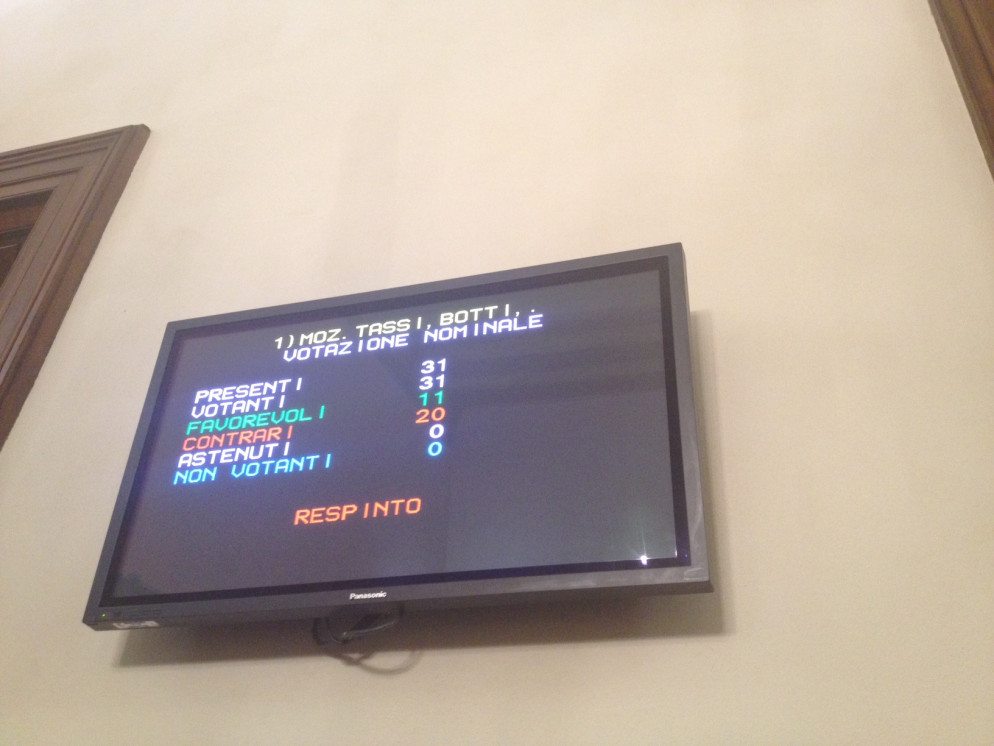 1) MOZ. TASSI, BOTTI, .
VOTAZIONE NOMINALE
PRESENTI 31
VOTANTI 31
FAVOREVOLI 11
CONTRARI 20
ASTENUTI 0
NON VOTANTI 0
RESPINTO
Panasonic